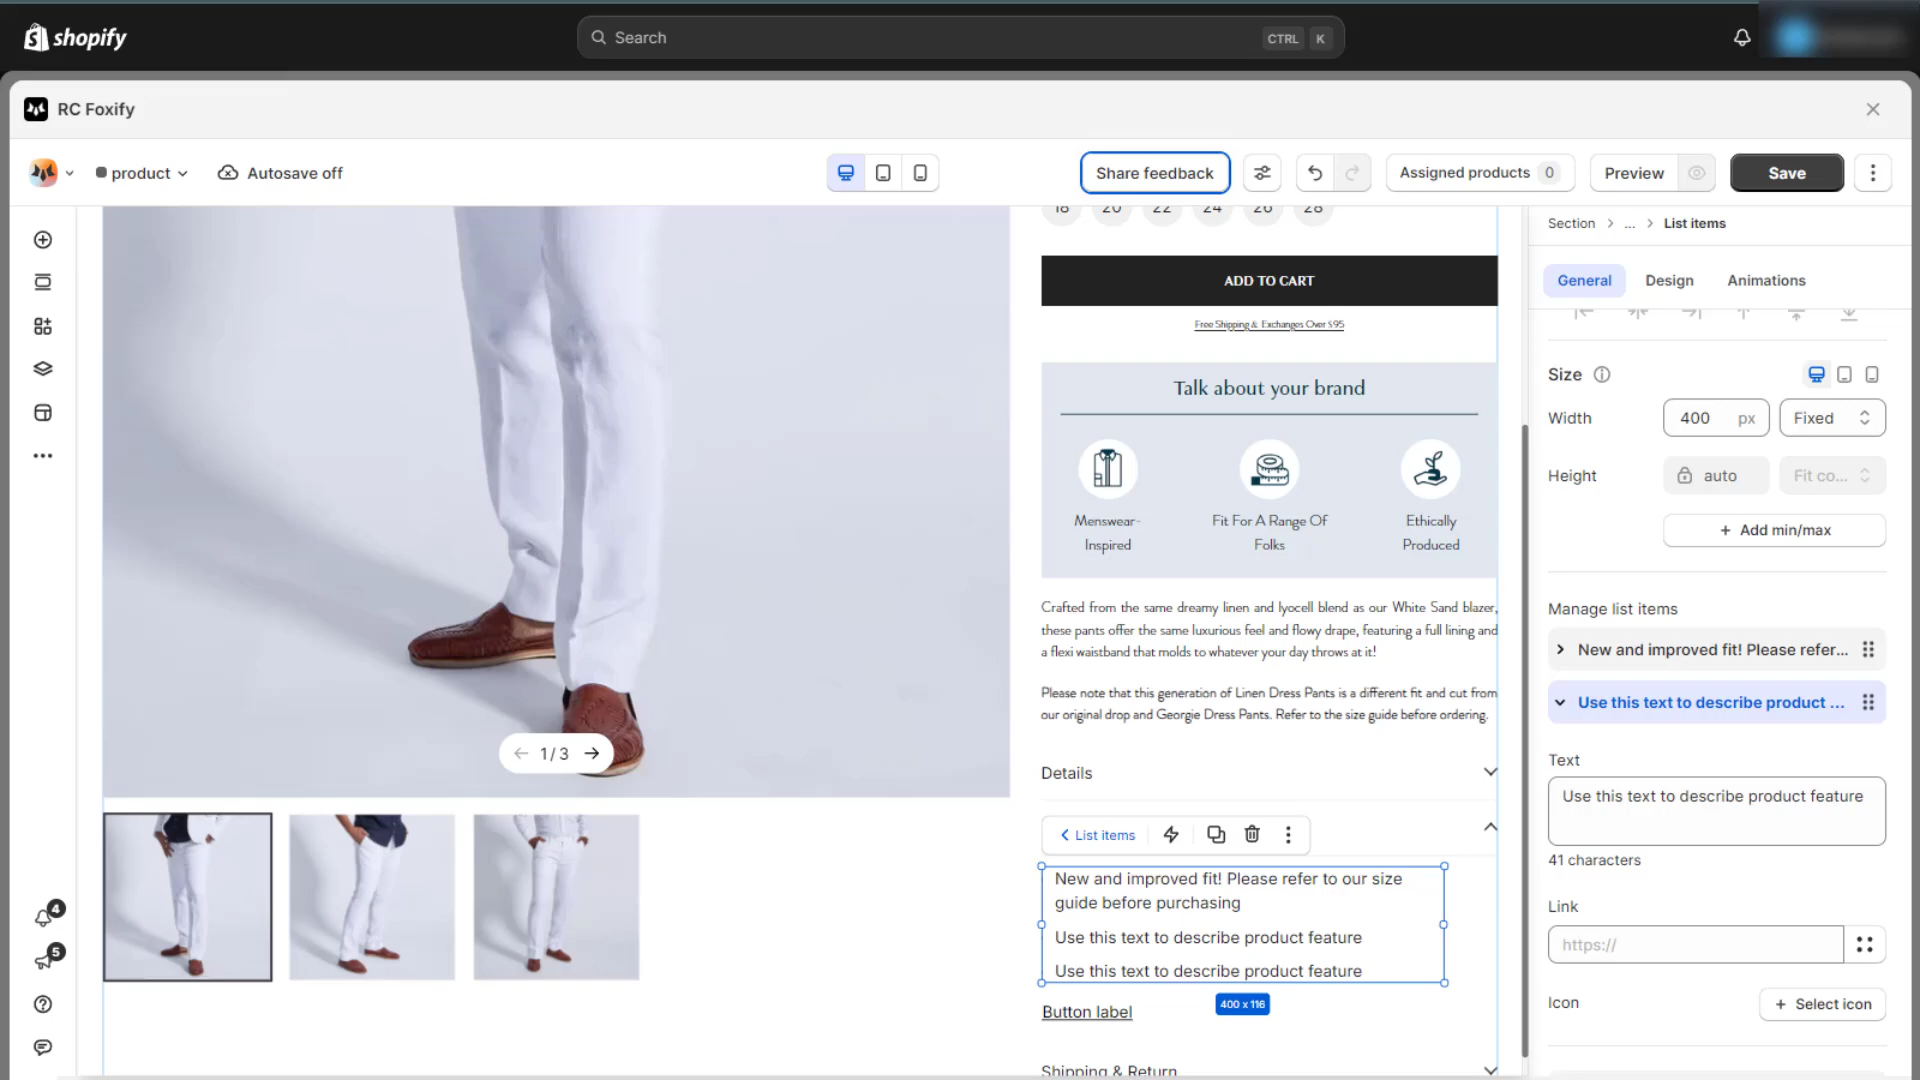 shopify
Search
CTRL K
RC Foxify
product
Autosave off
Share feedback
Assigned products 0
Preview
Save
Section > ... > List items
General Design Animations
18 20 22 24 26 28
ADD TO CART
Free Shipping & Exchanges Over $95
Talk about your brand
Menswear-
Inspired
Fit For A Range Of
Folks
Ethically
Produced
Crafted from the same dreamy linen and lyocell blend as our White Sand blazer,
these pants offer the same luxurious feel and flowy drape, featuring a full lining and
a flexi waistband that molds to whatever your day throws at it!
Please note that this generation of Linen Dress Pants is a different fit and cut from
our original drop and Georgie Dress Pants. Refer to the size guide before ordering.
1 / 3
Details
List items
New and improved fit! Please refer to our size
guide before purchasing
Use this text to describe product feature
Use this text to describe product feature
400 x 116
Button label
Shipping & Return
4
5
Size
Width 400 px Fixed
Height auto Fit co...
+ Add min/max
Manage list items
New and improved fit! Please refer...
Use this text to describe product ...
Text
Use this text to describe product feature
41 characters
Link
https://
Icon
+ Select icon